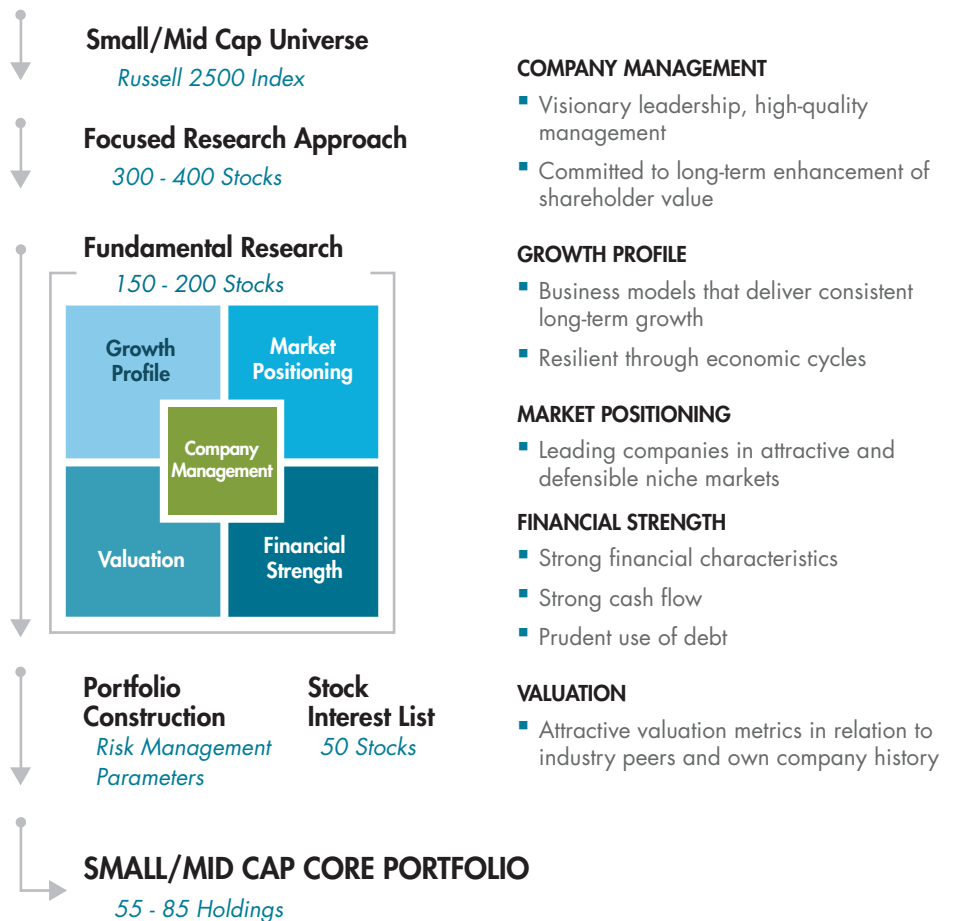 Small/Mid Cap Universe
Russell 2500 Index
Focused Research Approach
300 - 400 Stocks
Fundamental Research
150 - 200 Stocks
Growth
Profile
Market
Positioning
Company
Management
Valuation
Financial
Strength
Portfolio
Construction
Risk Management
Parameters
Stock
Interest List
50 Stocks
SMALL/MID CAP CORE PORTFOLIO
55 - 85 Holdings
COMPANY MANAGEMENT
▪ Visionary leadership, high-quality
management
▪ Committed to long-term enhancement of
shareholder value
GROWTH PROFILE
▪ Business models that deliver consistent
long-term growth
▪ Resilient through economic cycles
MARKET POSITIONING
▪ Leading companies in attractive and
defensible niche markets
FINANCIAL STRENGTH
▪ Strong financial characteristics
▪ Strong cash flow
▪ Prudent use of debt
VALUATION
▪ Attractive valuation metrics in relation to
industry peers and own company history